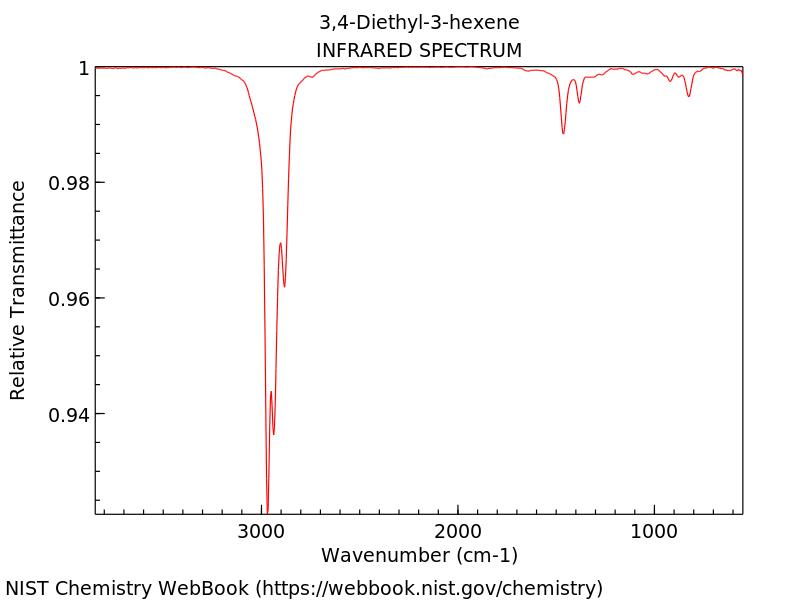 3,4-Diethyl-3-hexene
INFRARED SPECTRUM
1
0.98
0.96
0.94
Relative Transmittance
3000 2000 1000
Wavenumber (cm-1)
NIST Chemistry WebBook (https://webbook.nist.gov/chemistry)